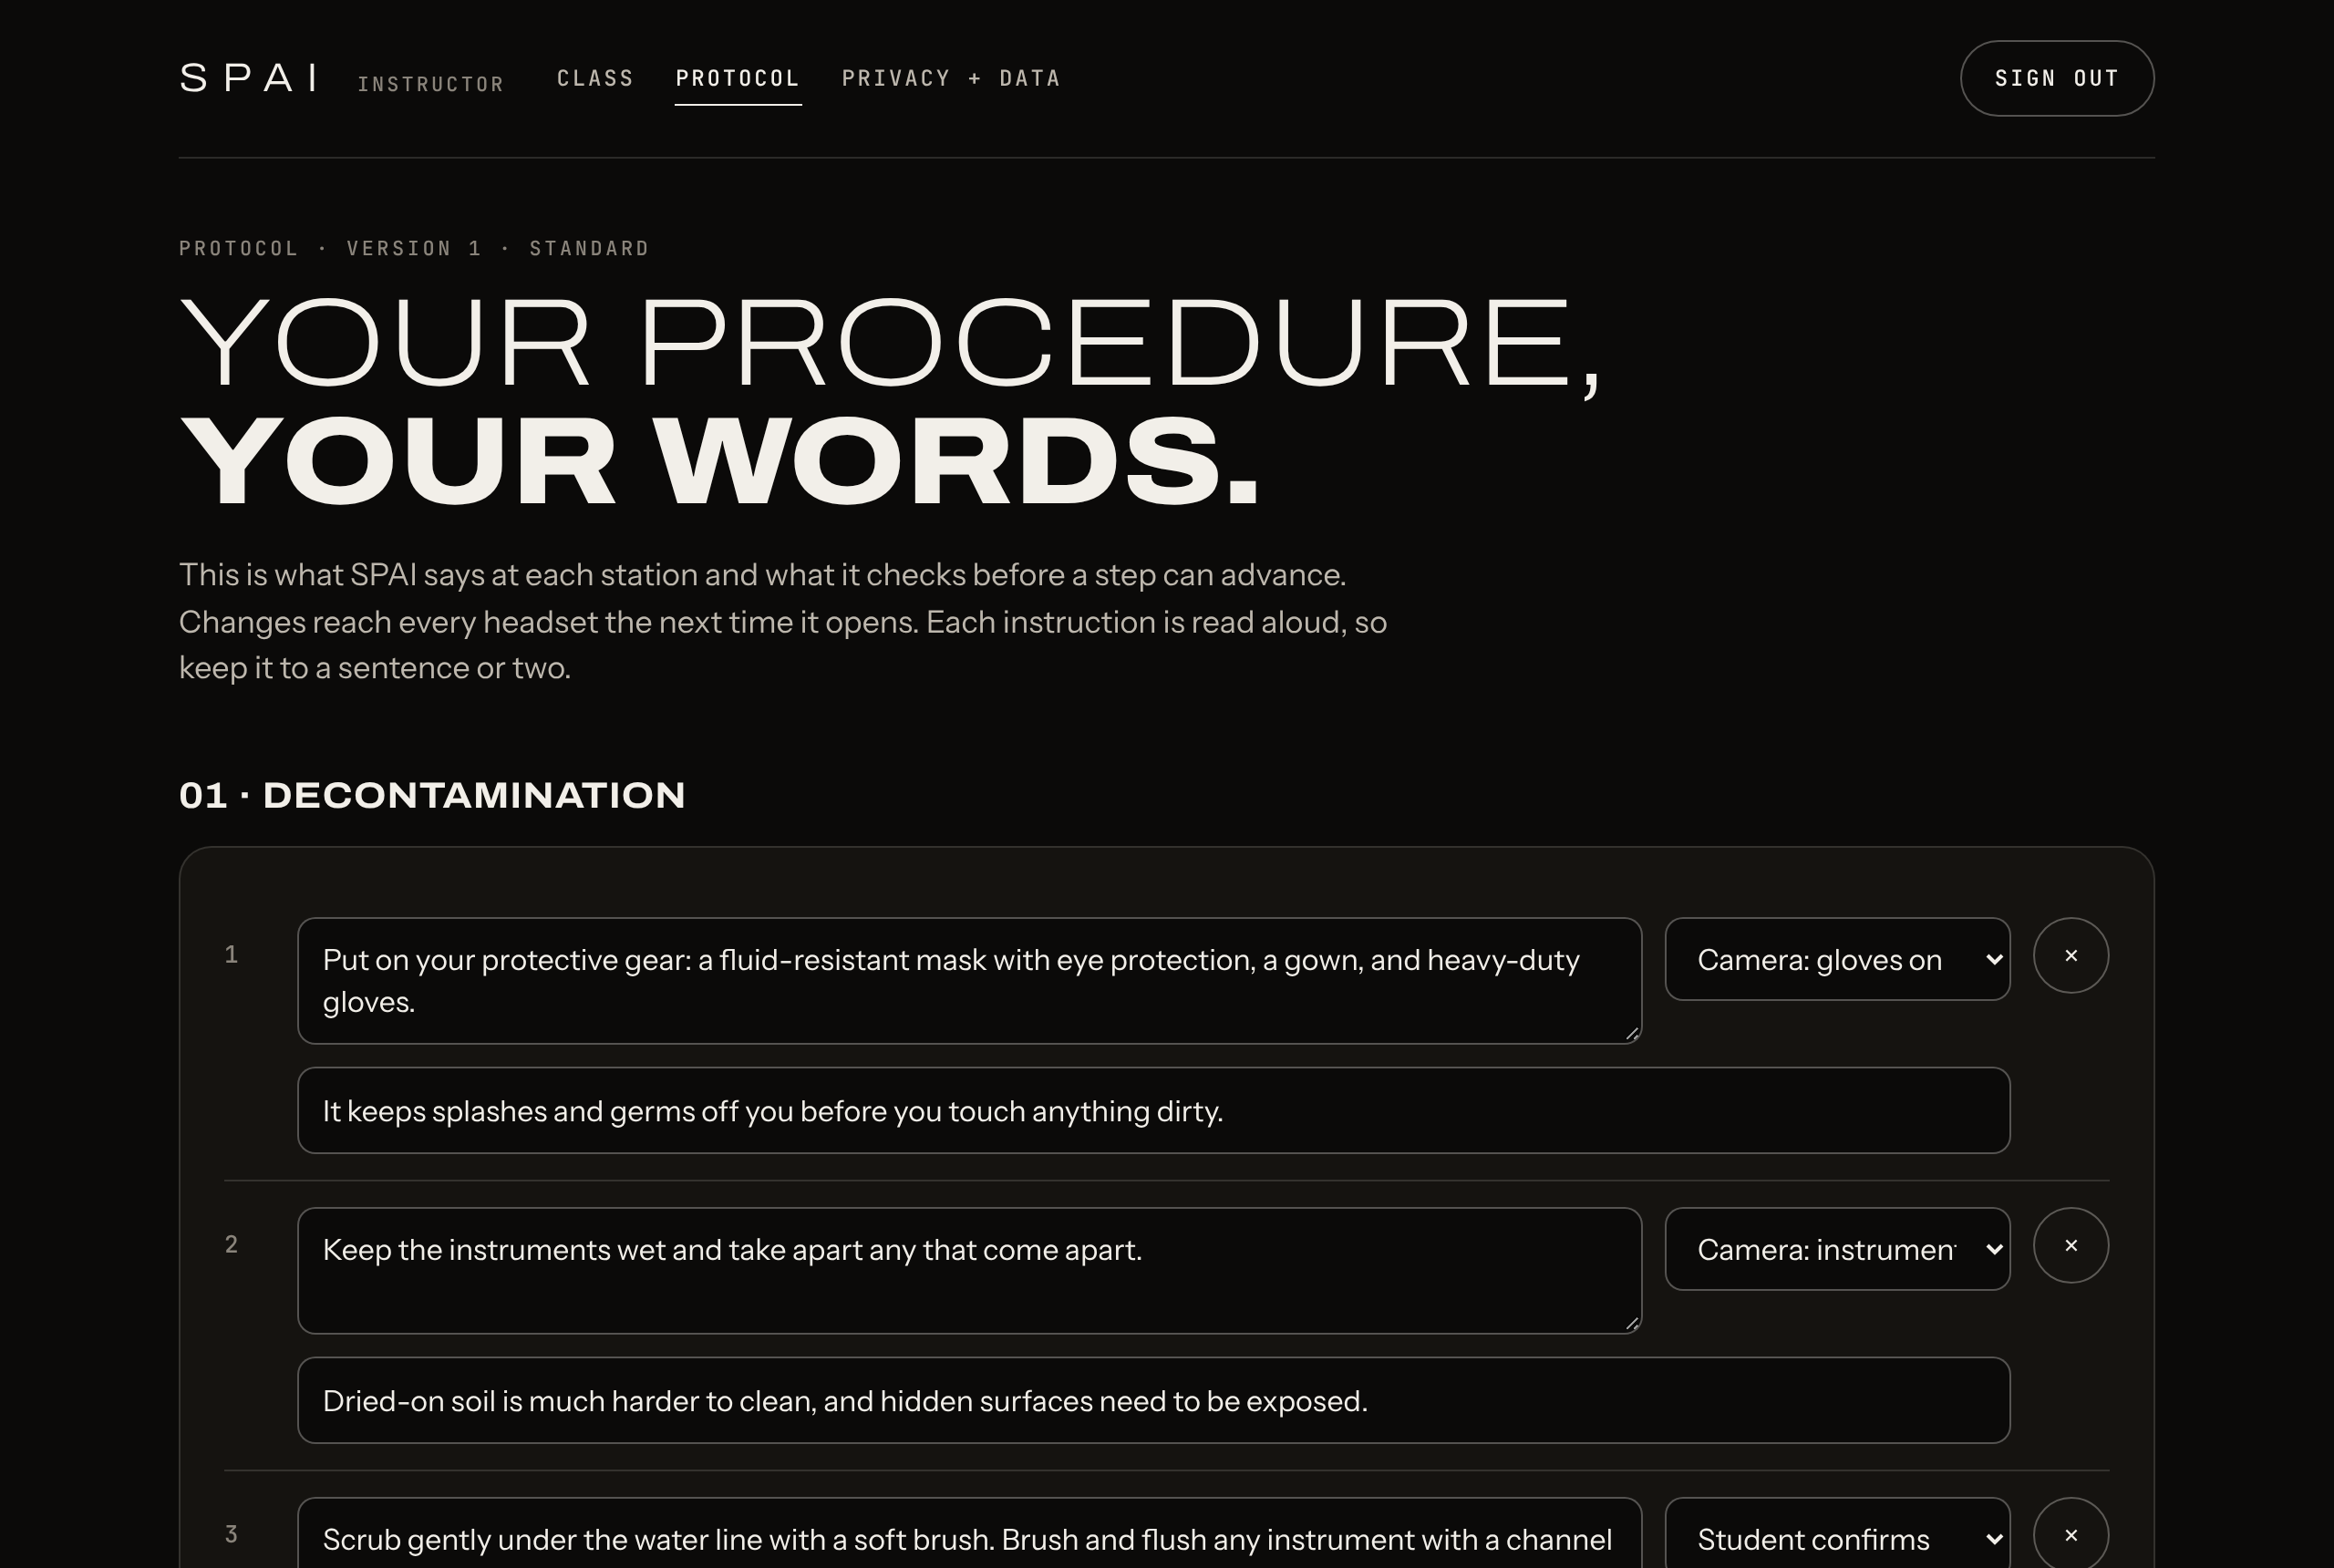 SPAI INSTRUCTOR CLASS PROTOCOL PRIVACY + DATA SIGN OUT
PROTOCOL · VERSION 1 · STANDARD
YOUR PROCEDURE,
YOUR WORDS.
This is what SPAI says at each station and what it checks before a step can advance.
Changes reach every headset the next time it opens. Each instruction is read aloud, so
keep it to a sentence or two.
01 · DECONTAMINATION
1 Put on your protective gear: a fluid-resistant mask with eye protection, a gown, and heavy-duty
gloves.
Camera: gloves on ×
It keeps splashes and germs off you before you touch anything dirty.
2 Keep the instruments wet and take apart any that come apart.
Camera: instrumen ×
Dried-on soil is much harder to clean, and hidden surfaces need to be exposed.
3 Scrub gently under the water line with a soft brush. Brush and flush any instrument with a channel
Student confirms ×